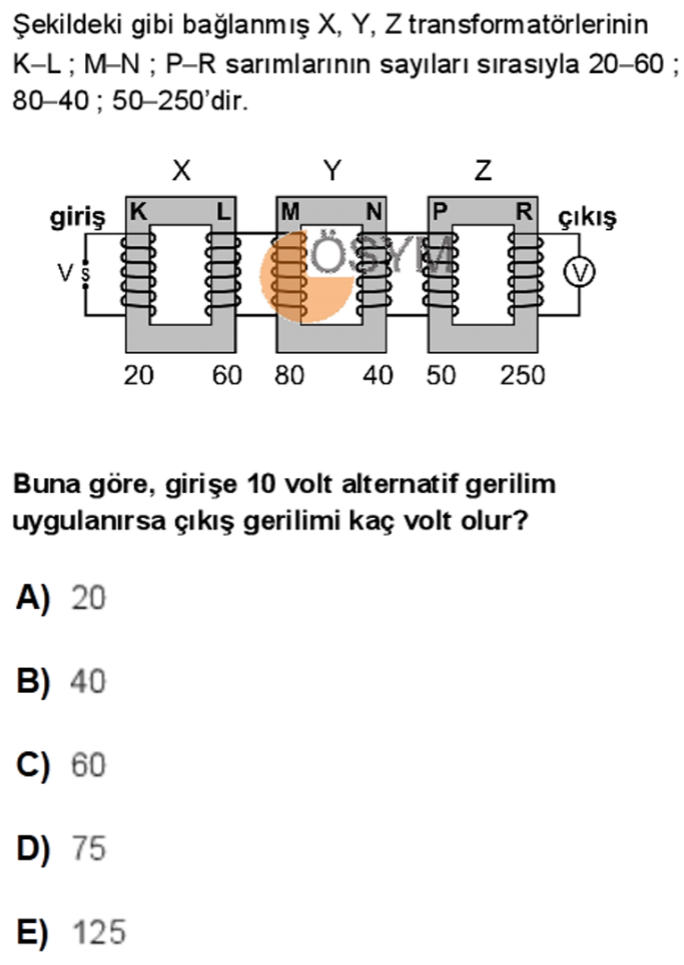 Şekildeki gibi bağlanmış X, Y, Z transformatörlerinin
K–L ; M–N ; P–R sarımlarının sayıları sırasıyla 20–60 ;
80–40 ; 50–250'dir.
X Y Z
giriş K L M N P R çıkış
ÖSYM
V V
20 60 80 40 50 250
Buna göre, girişe 10 volt alternatif gerilim
uygulanırsa çıkış gerilimi kaç volt olur?
A) 20
B) 40
C) 60
D) 75
E) 125